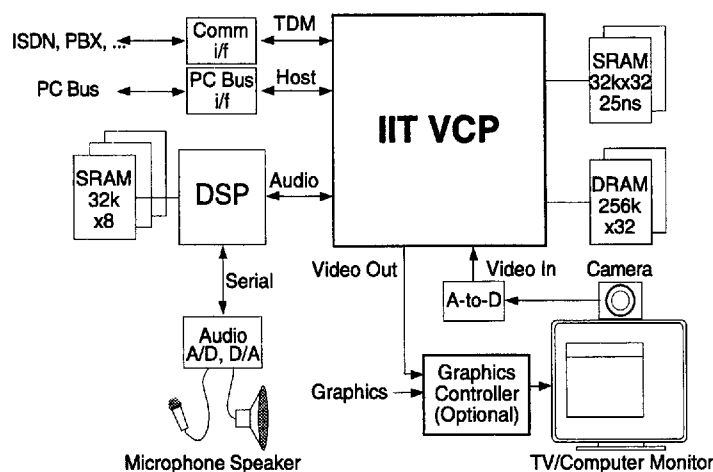 ISDN, PBX, ...
Comm
i/f
TDM
PC Bus
PC Bus
i/f
Host
IIT VCP
SRAM
32kx32
25ns
SRAM
32k
x8
DSP
Audio
DRAM
256k
x32
Serial
Video Out
Video In
Camera
A-to-D
Audio
A/D, D/A
Graphics
Graphics
Controller
(Optional)
Microphone Speaker
TV/Computer Monitor